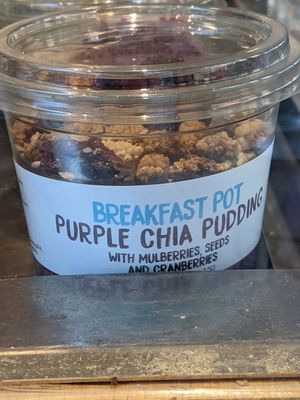 BREAKFAST POT
PURPLE CHIA PUDDING
WITH MULBERRIES, SEEDS
AND CRANBERRIES